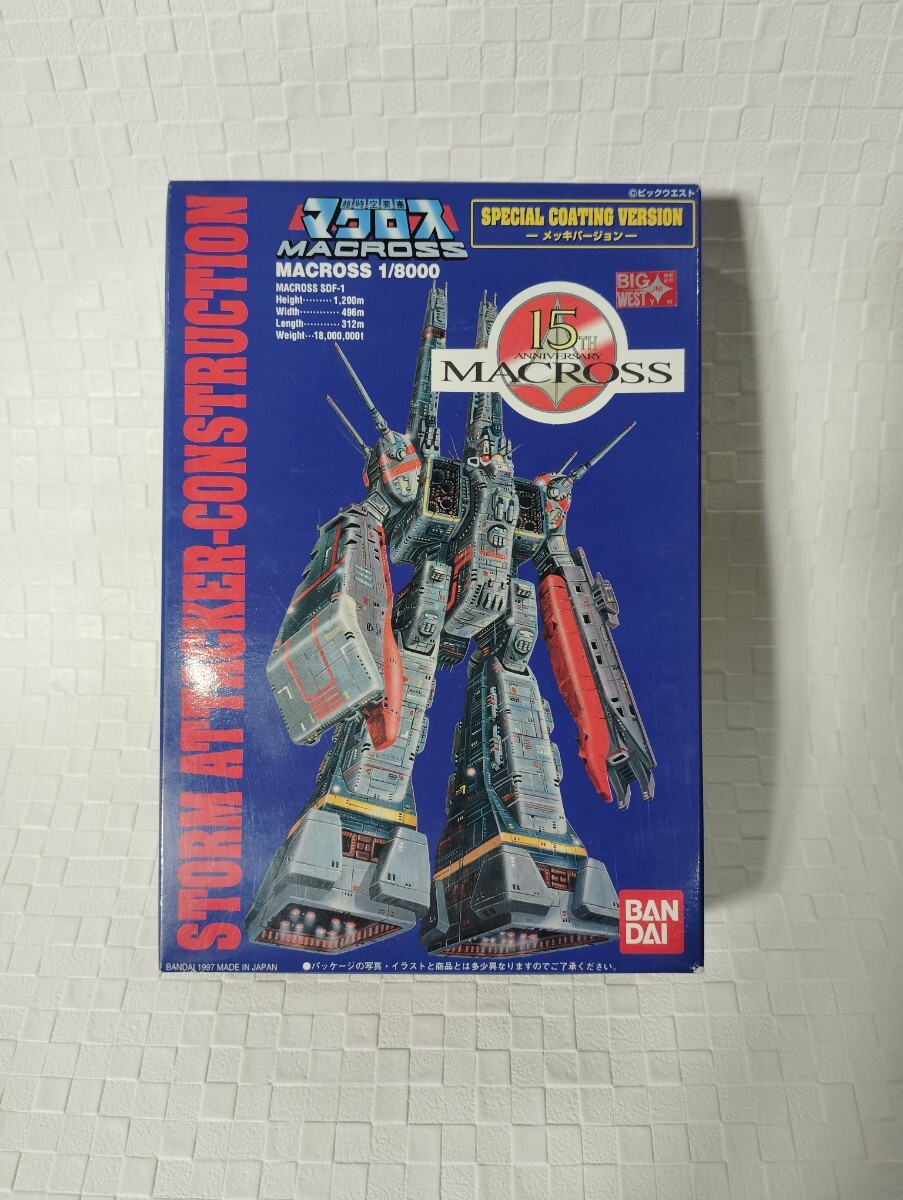 ©ビックウエスト
超時空要塞
マクロス
MACROSS
SPECIAL COATING VERSION
—メッキバージョン—
MACROSS 1/8000
MACROSS SDF-1
Height·········1,200m
Width············496m
Length···········312m
Weight···18,000,000t
BIG
WEST
15TH
ANNIVERSARY
MACROSS
STORM ATTACKER-CONSTRUCTION
BAN
DAI
BANDAI 1997 MADE IN JAPAN
●パッケージの写真・イラストと商品とは多少異なりますのでご了承ください。